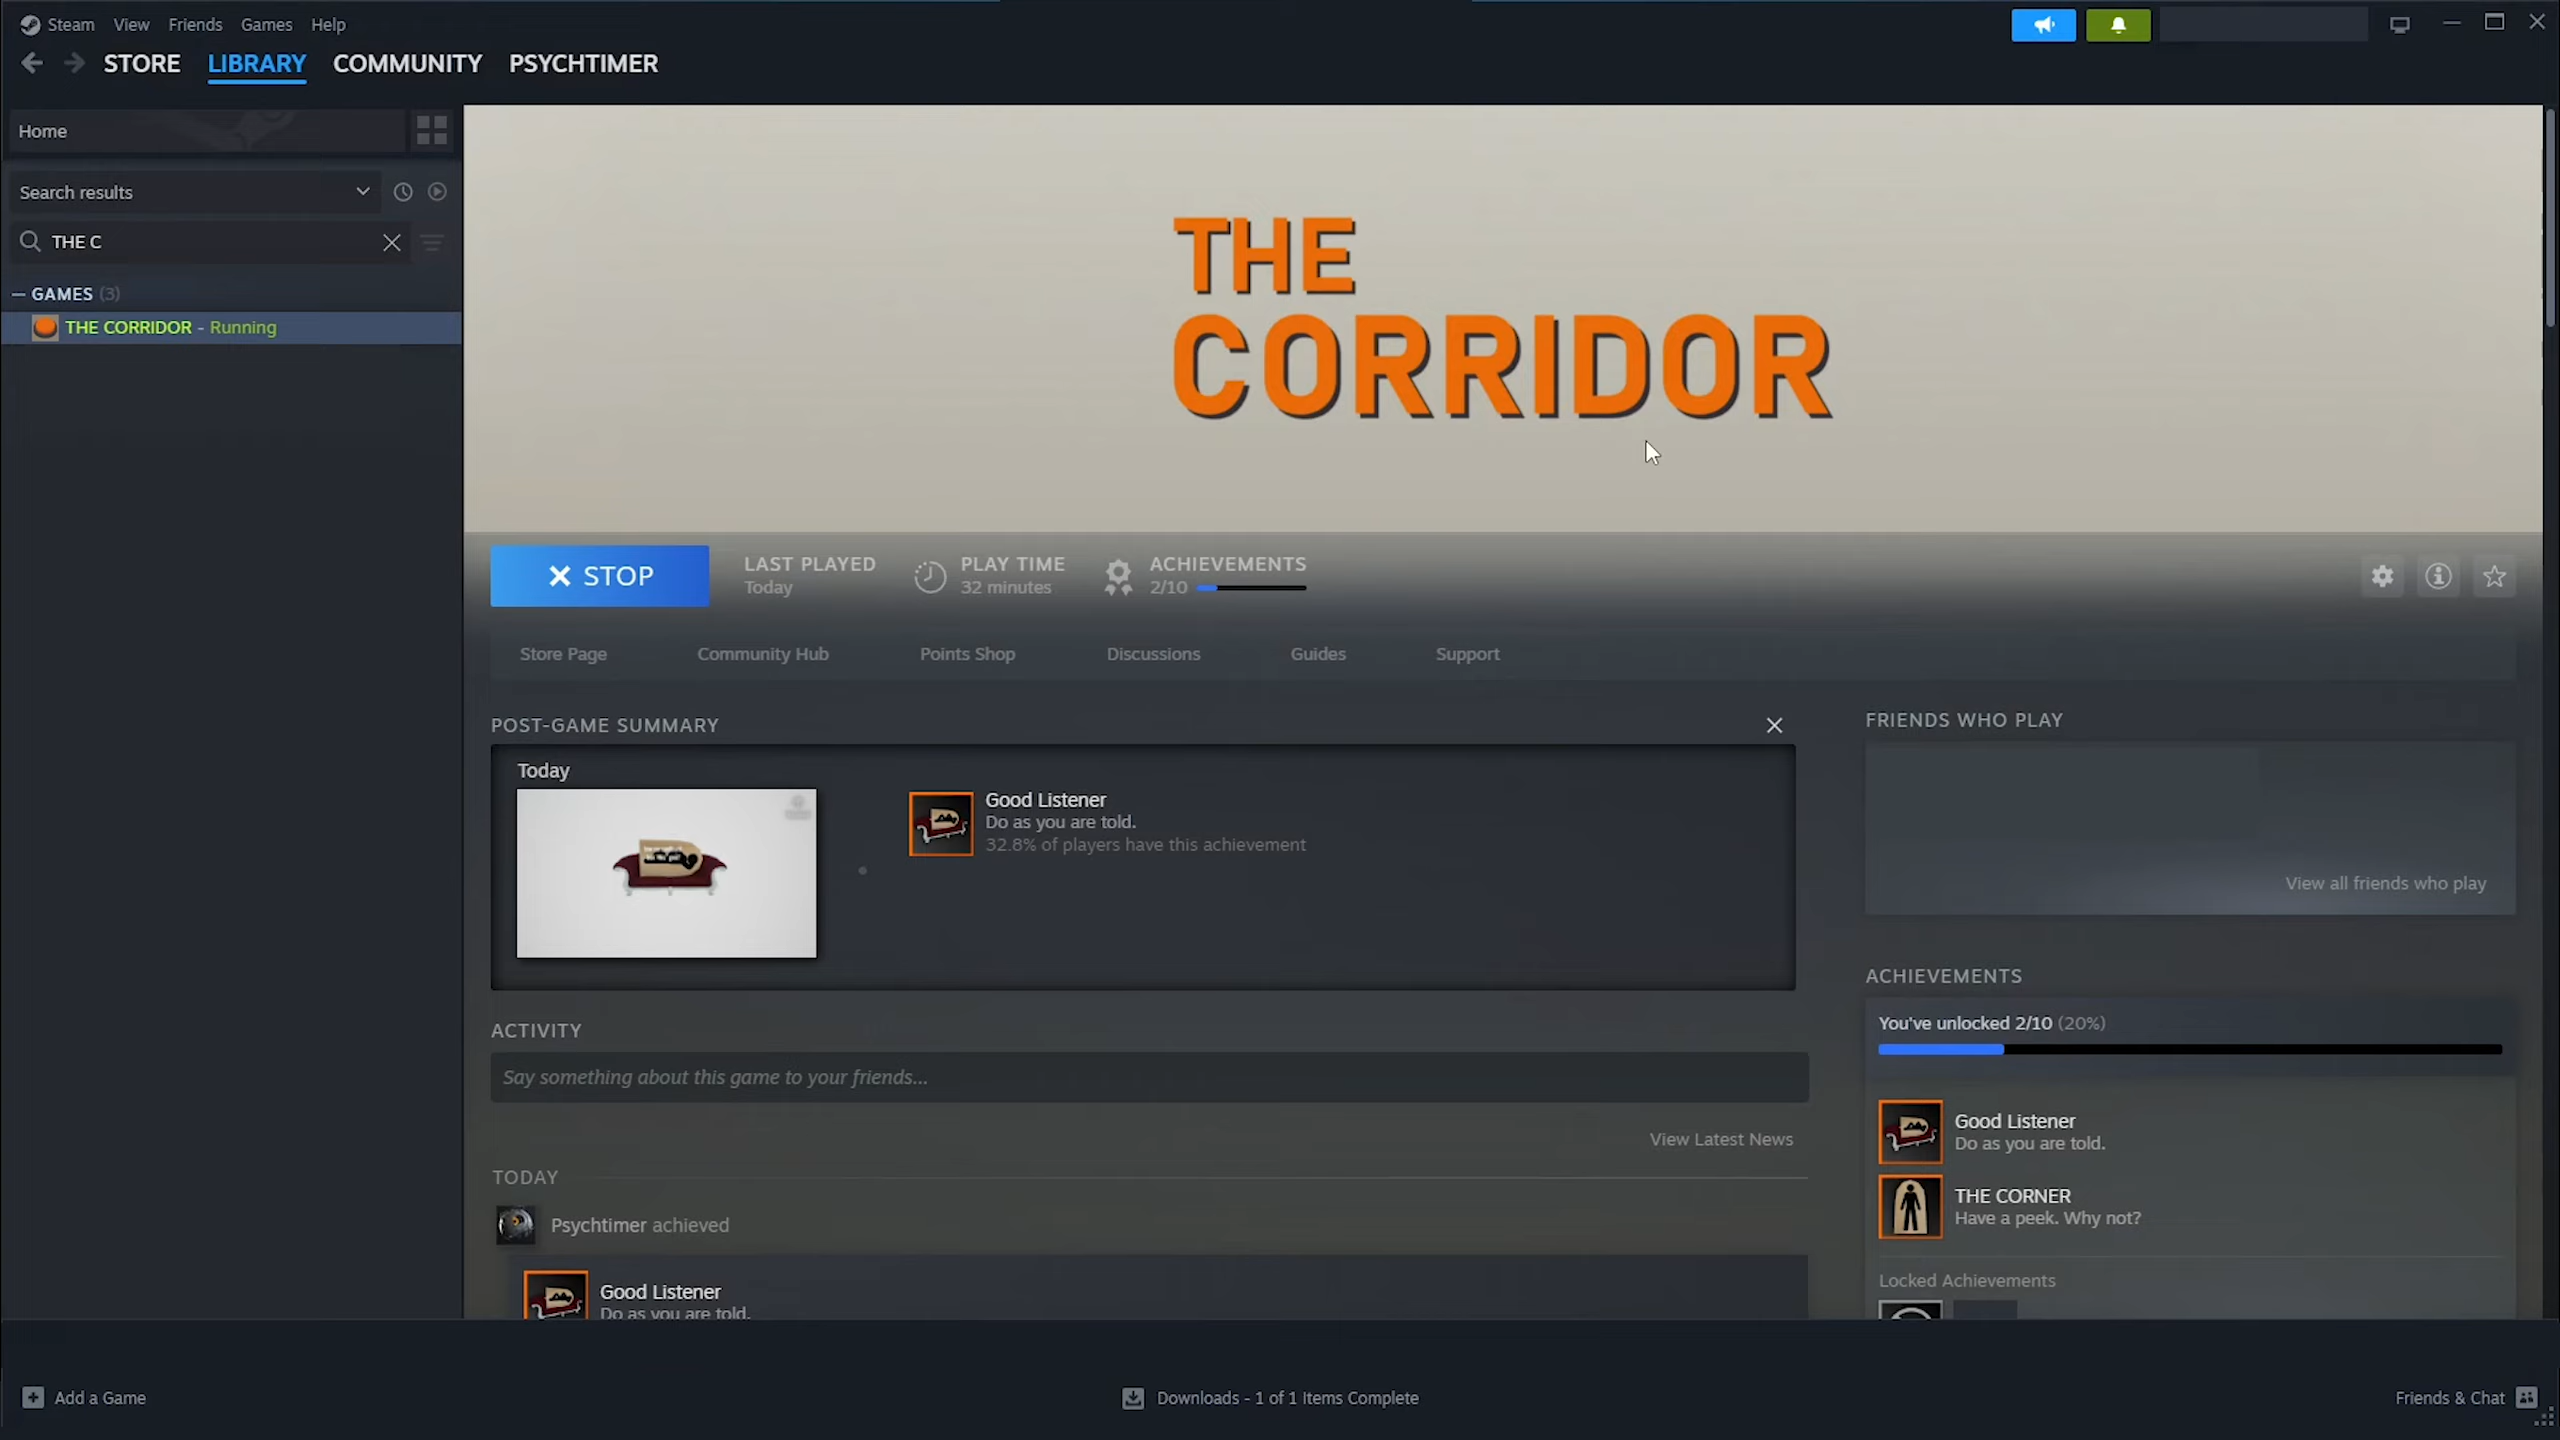 Steam View Friends Games Help
STORE LIBRARY COMMUNITY PSYCHTIMER
Home
Search results
THE C
GAMES (3)
THE CORRIDOR - Running
THE
CORRIDOR
STOP
LAST PLAYED
Today
PLAY TIME
32 minutes
ACHIEVEMENTS
2/10
Store Page Community Hub Points Shop Discussions Guides Support
POST-GAME SUMMARY
Today
Good Listener
Do as you are told.
32.8% of players have this achievement
ACTIVITY
Say something about this game to your friends...
View Latest News
TODAY
Psychtimer achieved
Good Listener
Do as you are told.
FRIENDS WHO PLAY
View all friends who play
ACHIEVEMENTS
You've unlocked 2/10 (20%)
Good Listener
Do as you are told.
THE CORNER
Have a peek. Why not?
Locked Achievements
Add a Game
Downloads - 1 of 1 Items Complete
Friends & Chat